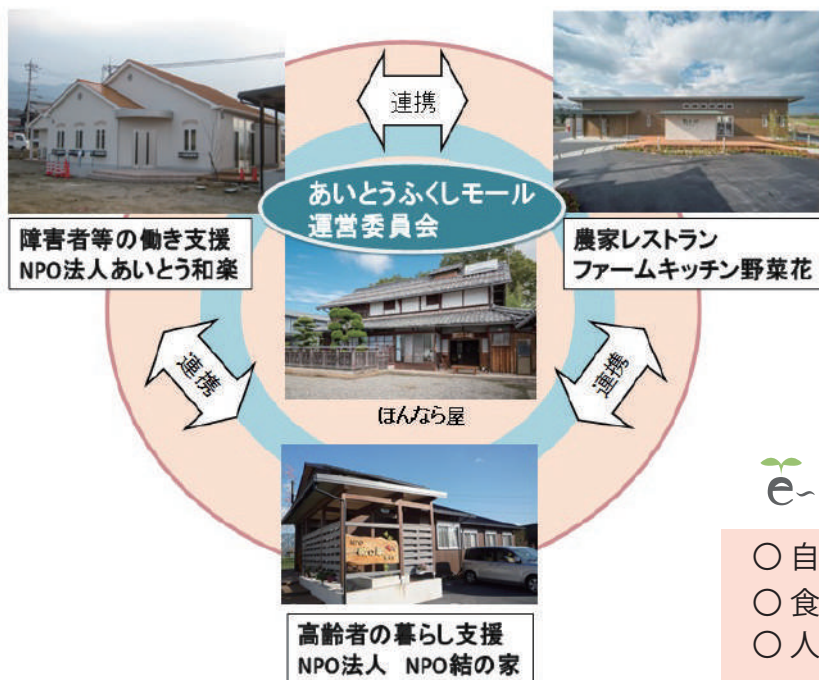 連携
あいとうふくしモール
運営委員会
障害者等の働き支援
NPO法人あいとう和楽
農家レストラン
ファームキッチン野菜花
連携
連携
ほんなら屋
高齢者の暮らし支援
NPO法人 NPO結の家
e~
〇 自
〇 食
〇 人